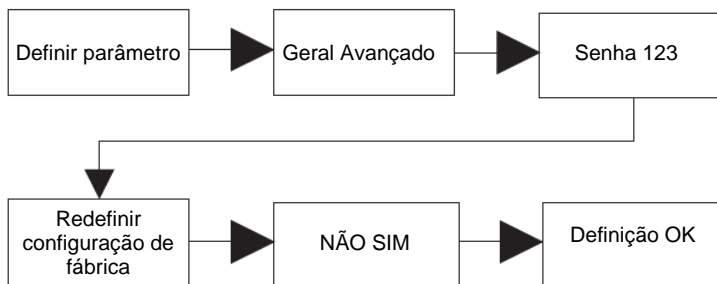 Definir parâmetro
Geral Avançado
Senha 123
Redefinir
configuração de
fábrica
NÃO SIM
Definição OK